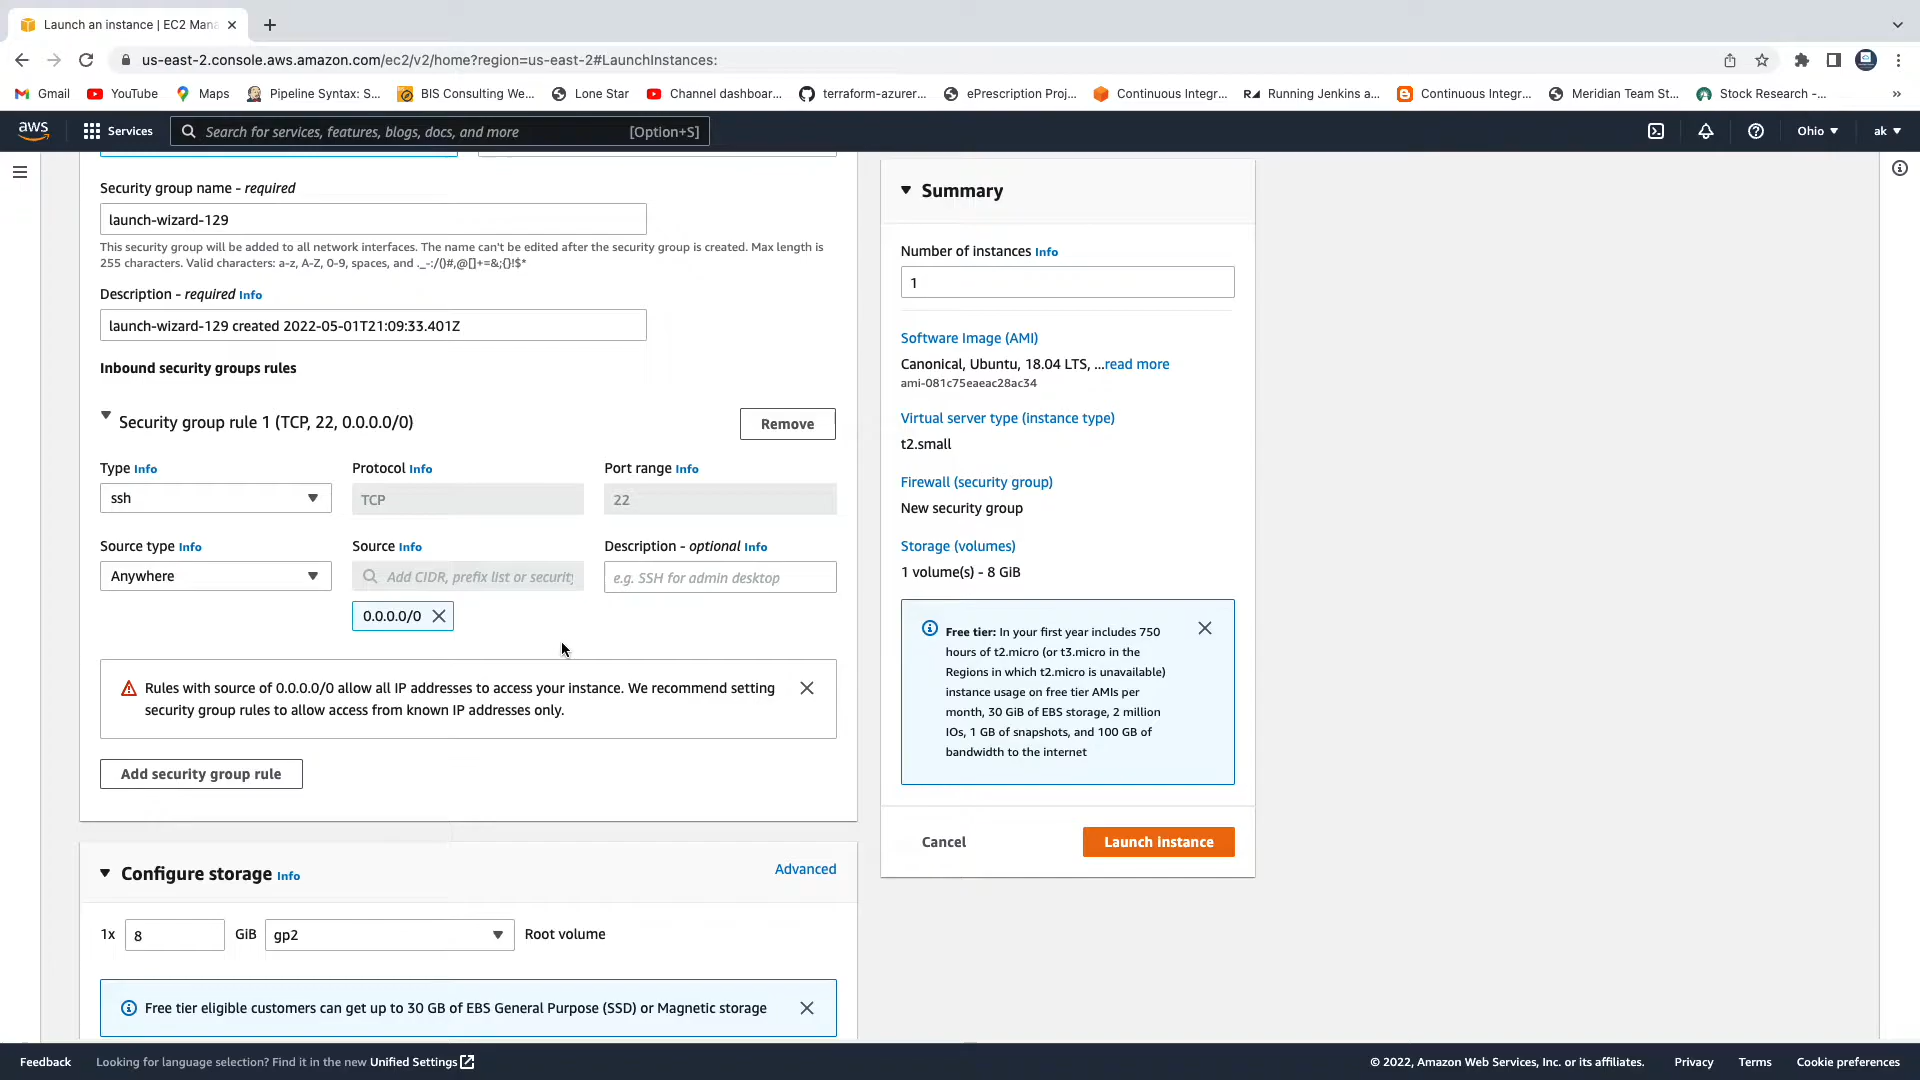 Launch an instance | EC2 Mana
us-east-2.console.aws.amazon.com/ec2/v2/home?region=us-east-2#LaunchInstances:
Gmail
YouTube
Maps
Pipeline Syntax: S...
BIS Consulting We...
Lone Star
Channel dashboar...
terraform-azurer...
ePrescription Proj...
Continuous Integr...
Running Jenkins a...
Continuous Integr...
Meridian Team St...
Stock Research -...
aws
Services
Search for services, features, blogs, docs, and more
[Option+S]
Ohio
ak
Security group name - required
launch-wizard-129
This security group will be added to all network interfaces. The name can't be edited after the security group is created. Max length is
255 characters. Valid characters: a-z, A-Z, 0-9, spaces, and ._-:/()#,@[]+=&;{}!$*
Description - required Info
launch-wizard-129 created 2022-05-01T21:09:33.401Z
Inbound security groups rules
Security group rule 1 (TCP, 22, 0.0.0.0/0)
Remove
Type Info
Protocol Info
Port range Info
ssh
TCP
22
Source type Info
Source Info
Description - optional Info
Anywhere
Add CIDR, prefix list or security
e.g. SSH for admin desktop
0.0.0.0/0
Rules with source of 0.0.0.0/0 allow all IP addresses to access your instance. We recommend setting
security group rules to allow access from known IP addresses only.
Add security group rule
Configure storage Info
Advanced
1x
8
GiB
gp2
Root volume
Free tier eligible customers can get up to 30 GB of EBS General Purpose (SSD) or Magnetic storage
Summary
Number of instances Info
1
Software Image (AMI)
Canonical, Ubuntu, 18.04 LTS, ...read more
ami-081c75eaeac28ac34
Virtual server type (instance type)
t2.small
Firewall (security group)
New security group
Storage (volumes)
1 volume(s) - 8 GiB
Free tier: In your first year includes 750
hours of t2.micro (or t3.micro in the
Regions in which t2.micro is unavailable)
instance usage on free tier AMIs per
month, 30 GiB of EBS storage, 2 million
IOs, 1 GB of snapshots, and 100 GB of
bandwidth to the internet
Cancel
Launch instance
Feedback
Looking for language selection? Find it in the new Unified Settings
© 2022, Amazon Web Services, Inc. or its affiliates.
Privacy
Terms
Cookie preferences